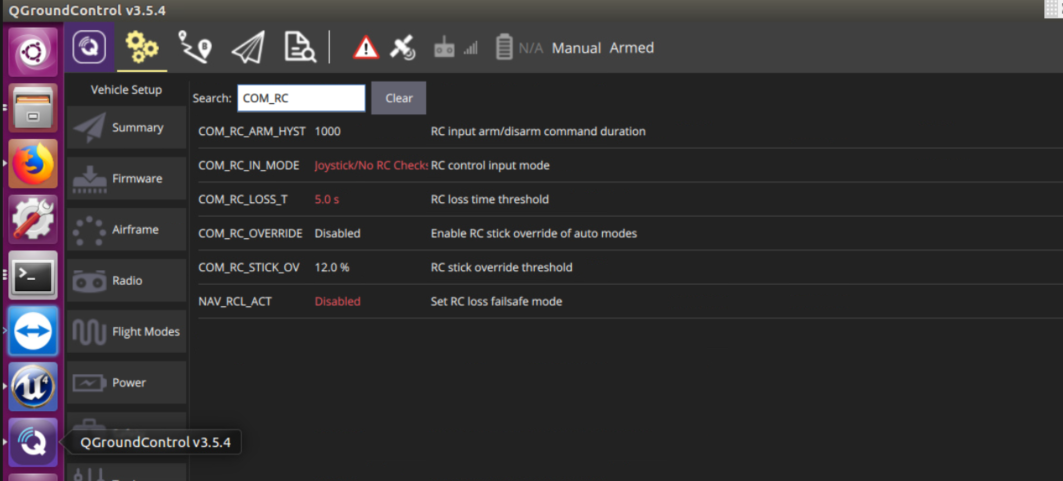 QGroundControl v3.5.4
N/A Manual Armed
Vehicle Setup
Search: COM_RC Clear
Summary
COM_RC_ARM_HYST 1000 RC input arm/disarm command duration
COM_RC_IN_MODE Joystick/No RC Checks RC control input mode
Firmware
COM_RC_LOSS_T 5.0 s RC loss time threshold
Airframe
COM_RC_OVERRIDE Disabled Enable RC stick override of auto modes
COM_RC_STICK_OV 12.0 % RC stick override threshold
Radio
NAV_RCL_ACT Disabled Set RC loss failsafe mode
Flight Modes
Power
QGroundControl v3.5.4